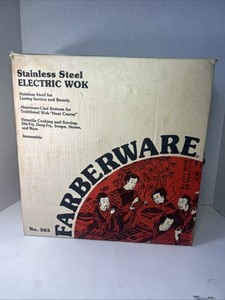 Stainless Steel
ELECTRIC WOK
Stainless Steel for
Lasting Service and Beauty
Aluminum-Clad Bottom for
Traditional Wok "Heat Center"
Versatile Cooking and Serving,
Stir-Fry, Deep Fry, Soups, Stews,
and More
Immersible
FARBERWARE
No. 303